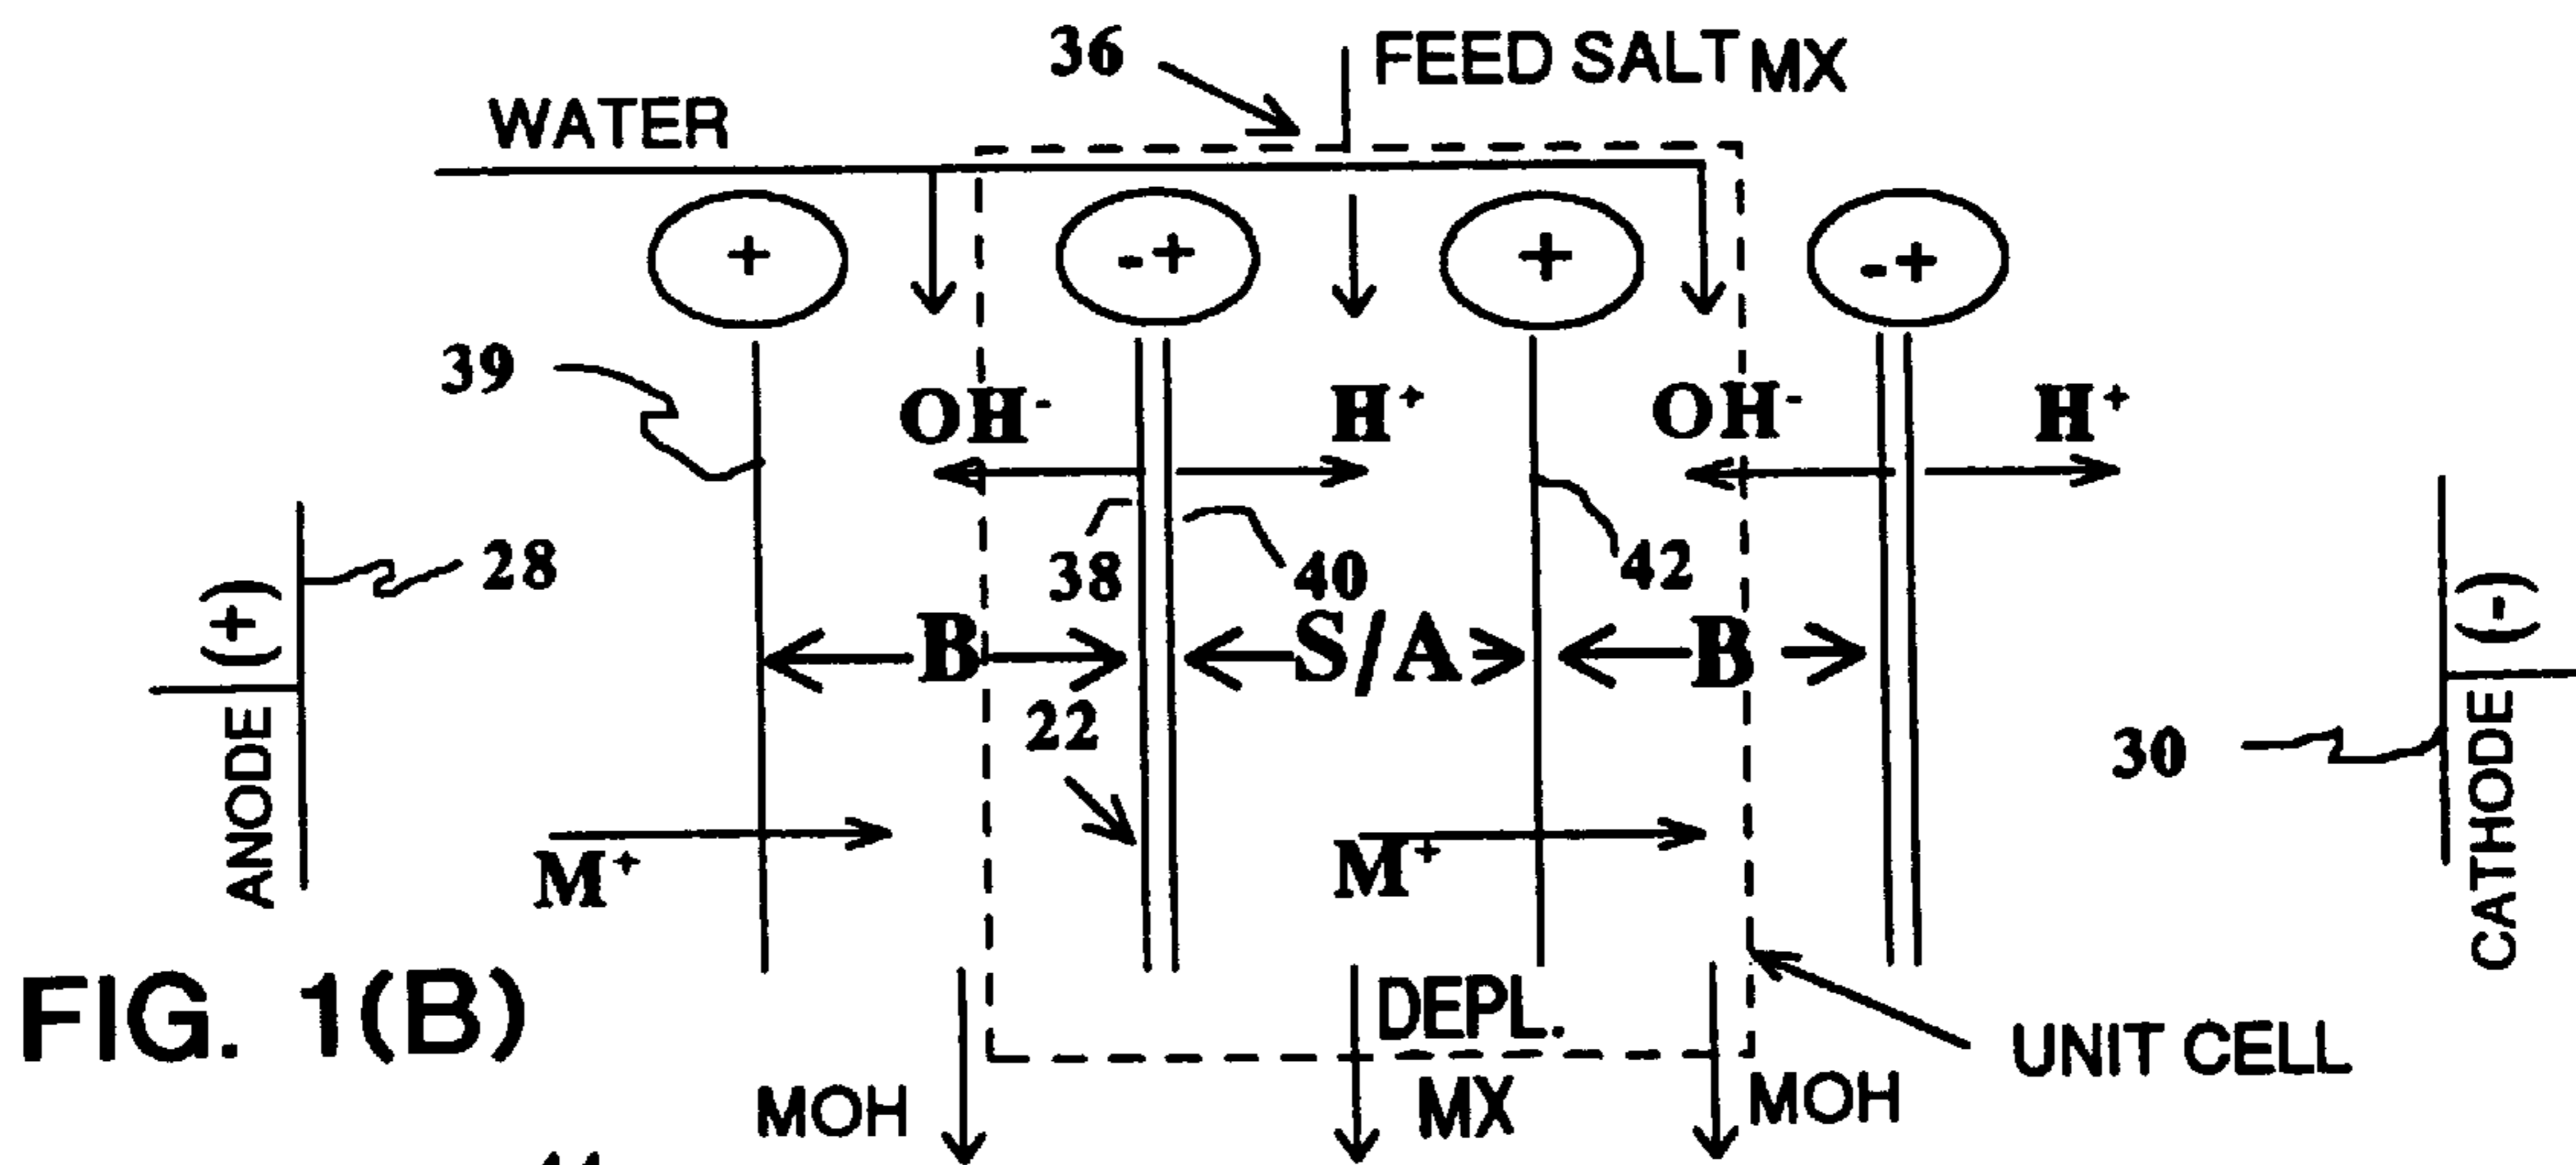 36
FEED SALT MX
WATER
+
-+
+
-+
39
OH-
H+
OH-
H+
28
38
40
42
(+)
ANODE
B
S/A
B
(-)
CATHODE
22
30
M+
M+
FIG. 1(B)
DEPL.
MX
MOH
MOH
UNIT CELL